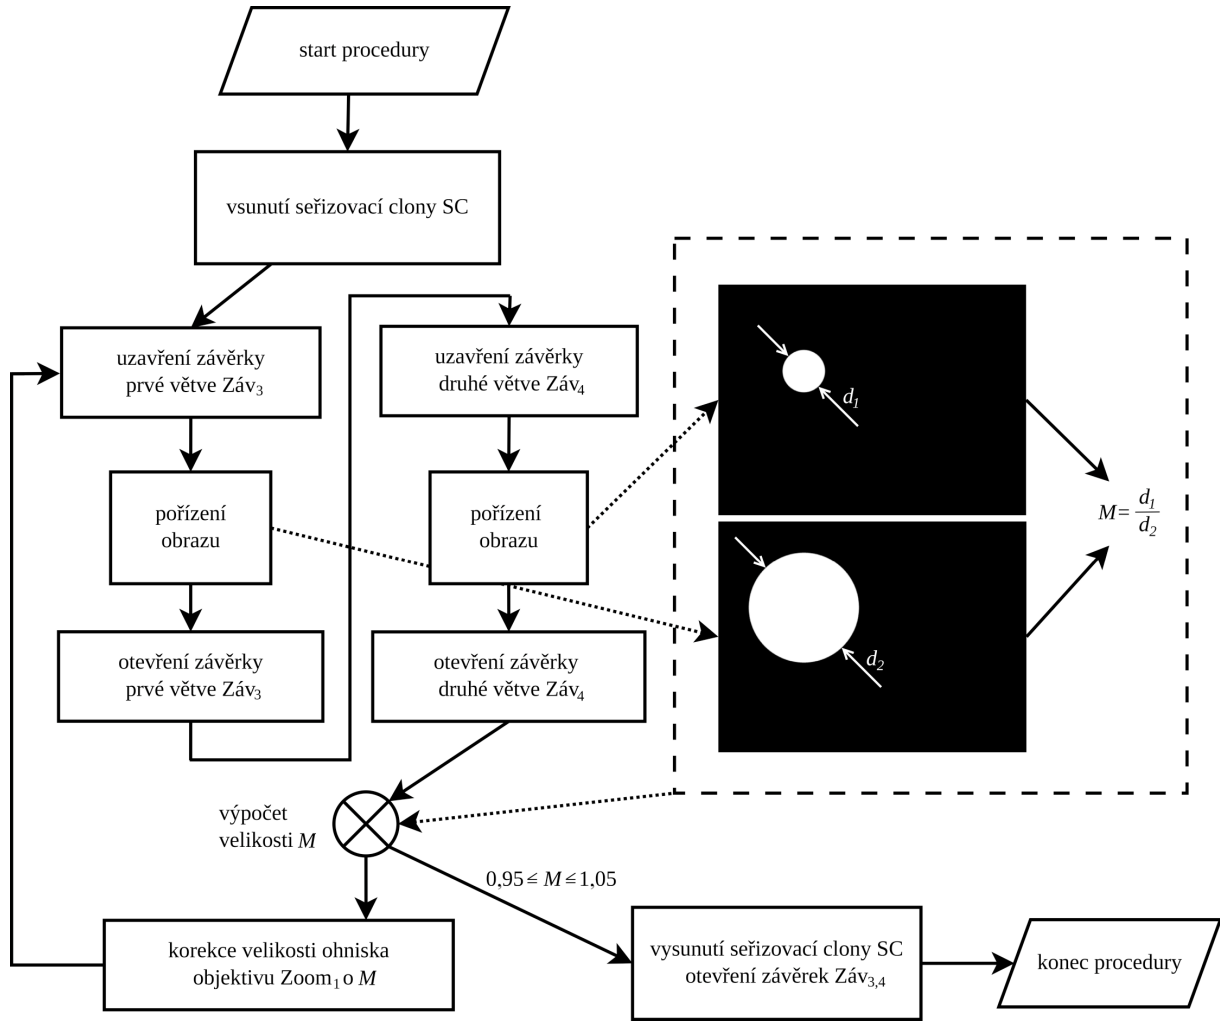 start procedury
vsunutí seřizovací clony SC
uzavření závěrky
prvé větve Záv₃
uzavření závěrky
druhé větve Záv₄
pořízení
obrazu
pořízení
obrazu
otevření závěrky
prvé větve Záv₃
otevření závěrky
druhé větve Záv₄
d₁
d₂
M = d₁/d₂
výpočet
velikosti M
0,95 ≤ M ≤ 1,05
korekce velikosti ohniska
objektivu Zoom₁ o M
vysunutí seřizovací clony SC
otevření závěrek Záv₃,₄
konec procedury